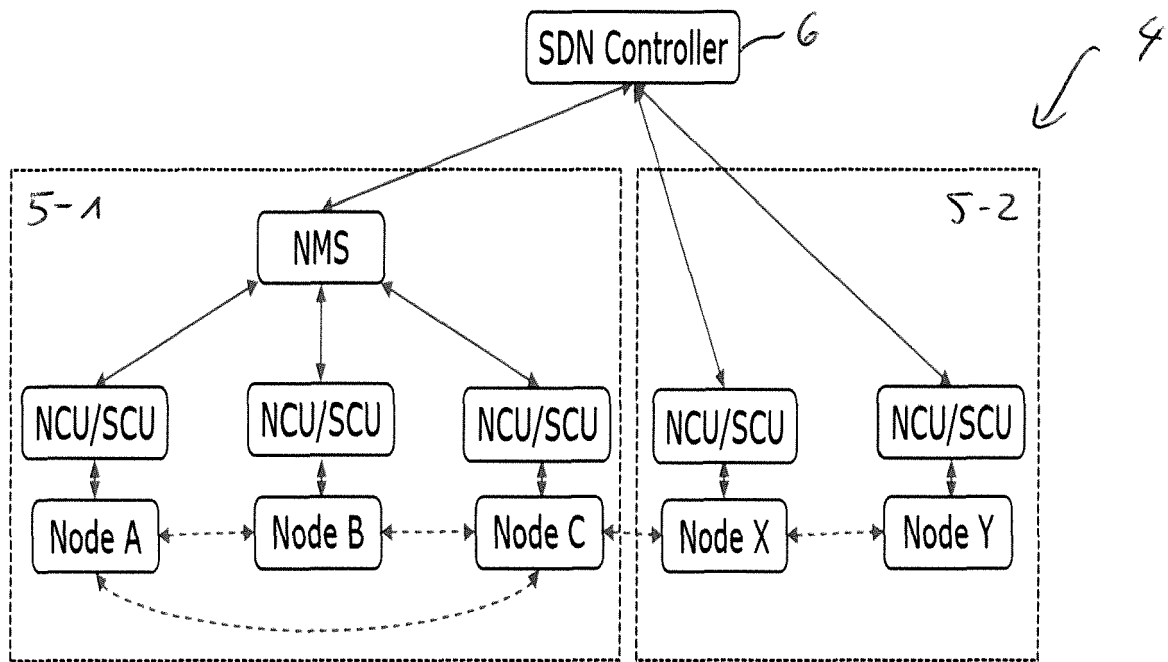 SDN Controller 6
4
5-1
5-2
NMS
NCU/SCU NCU/SCU NCU/SCU NCU/SCU NCU/SCU
Node A Node B Node C Node X Node Y